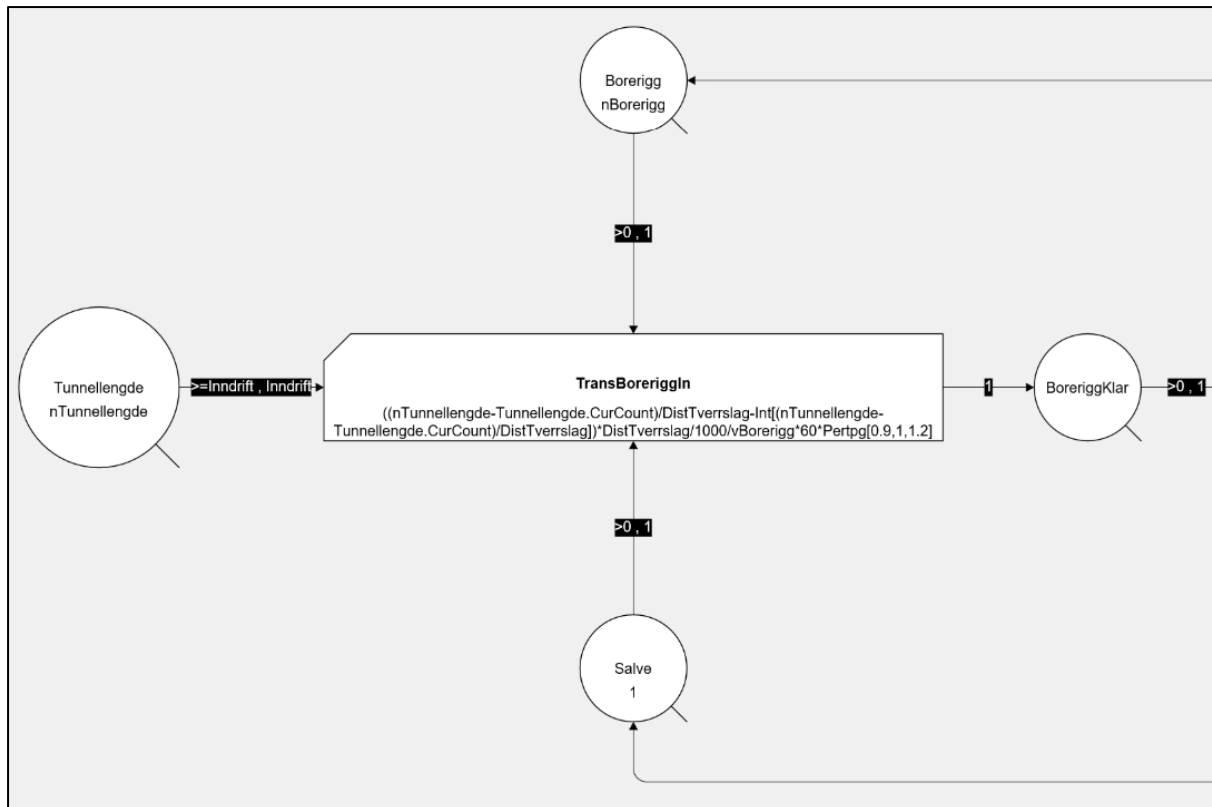 Borerigg
nBorerigg
>0 , 1
Tunnellengde
nTunnellengde
>=Inndrift , Inndrift
TransBoreriggIn
((nTunnellengde-Tunnellengde.CurCount)/DistTverrslag-Int[(nTunnellengde-
Tunnellengde.CurCount)/DistTverrslag])*DistTverrslag/1000/vBorerigg*60*Pertpg[0.9,1,1.2]
1
BoreriggKlar
>0 , 1
>0 , 1
Salve
1